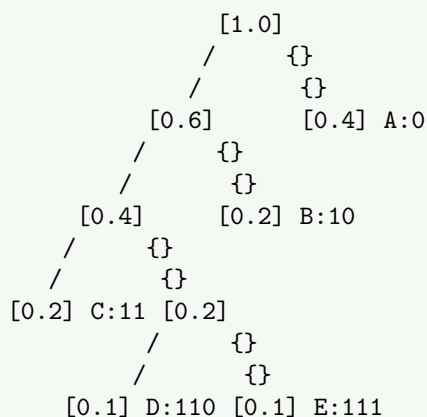 [1.0]
/ {}
/ {}
[0.6] [0.4] A:0
/ {}
/ {}
[0.4] [0.2] B:10
/ {}
/ {}
[0.2] C:11 [0.2]
/ {}
/ {}
[0.1] D:110 [0.1] E:111